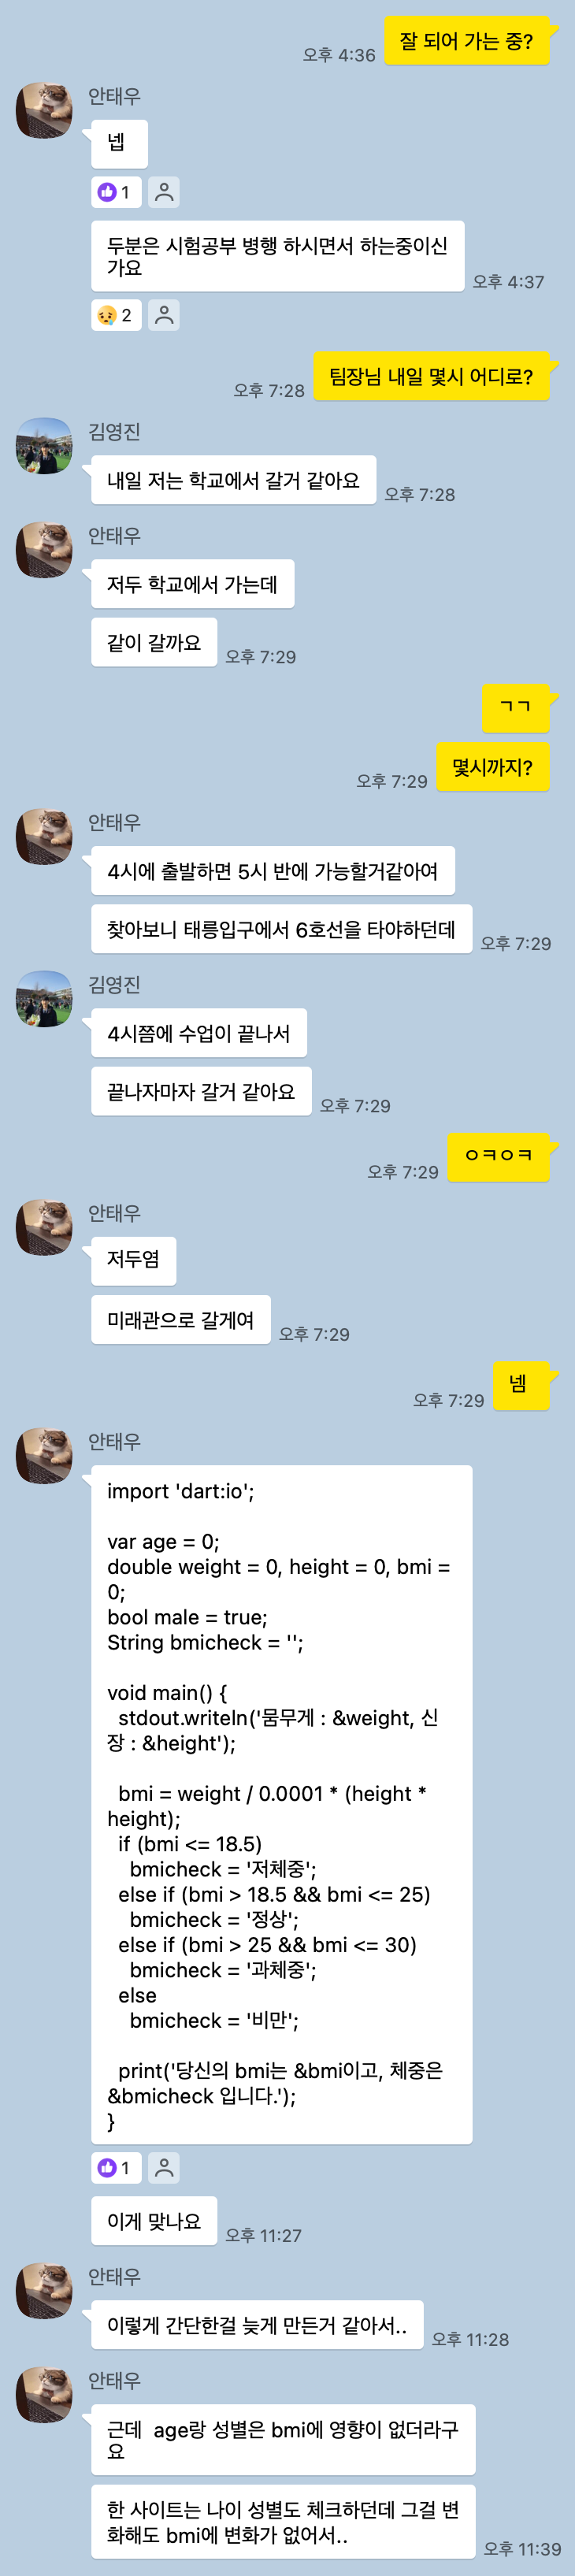 잘 되어 가는 중?
오후 4:36
안태우
넵
1
두분은 시험공부 병행 하시면서 하는중이신
가요
오후 4:37
2
팀장님 내일 몇시 어디로?
오후 7:28
김영진
내일 저는 학교에서 갈거 같아요
오후 7:28
안태우
저두 학교에서 가는데
같이 갈까요
오후 7:29
ㄱㄱ
몇시까지?
오후 7:29
안태우
4시에 출발하면 5시 반에 가능할거같아여
찾아보니 태릉입구에서 6호선을 타야하던데
오후 7:29
김영진
4시쯤에 수업이 끝나서
끝나자마자 갈거 같아요
오후 7:29
ㅇㅋㅇㅋ
오후 7:29
안태우
저두염
미래관으로 갈게여
오후 7:29
넴
오후 7:29
안태우
import 'dart:io';
var age = 0;
double weight = 0, height = 0, bmi =
0;
bool male = true;
String bmicheck = '';
void main() {
stdout.writeln('뭄무게 : &weight, 신
장 : &height');
bmi = weight / 0.0001 * (height *
height);
if (bmi <= 18.5)
bmicheck = '저체중';
else if (bmi > 18.5 && bmi <= 25)
bmicheck = '정상';
else if (bmi > 25 && bmi <= 30)
bmicheck = '과체중';
else
bmicheck = '비만';
print('당신의 bmi는 &bmi이고, 체중은
&bmicheck 입니다.');
}
1
이게 맞나요
오후 11:27
안태우
이렇게 간단한걸 늦게 만든거 같아서..
오후 11:28
안태우
근데  age랑 성별은 bmi에 영향이 없더라구
요
한 사이트는 나이 성별도 체크하던데 그걸 변
화해도 bmi에 변화가 없어서..
오후 11:39